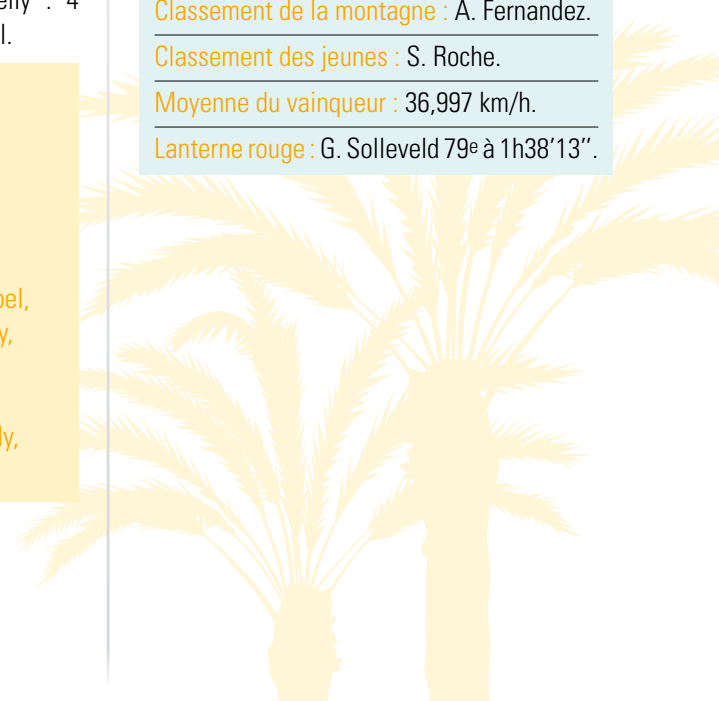 : 4
l.
Classement de la montagne : A. Fernandez.
Classement des jeunes : S. Roche.
Moyenne du vainqueur : 36,997 km/h.
Lanterne rouge : G. Solleveld 79e à 1h38’13’’.